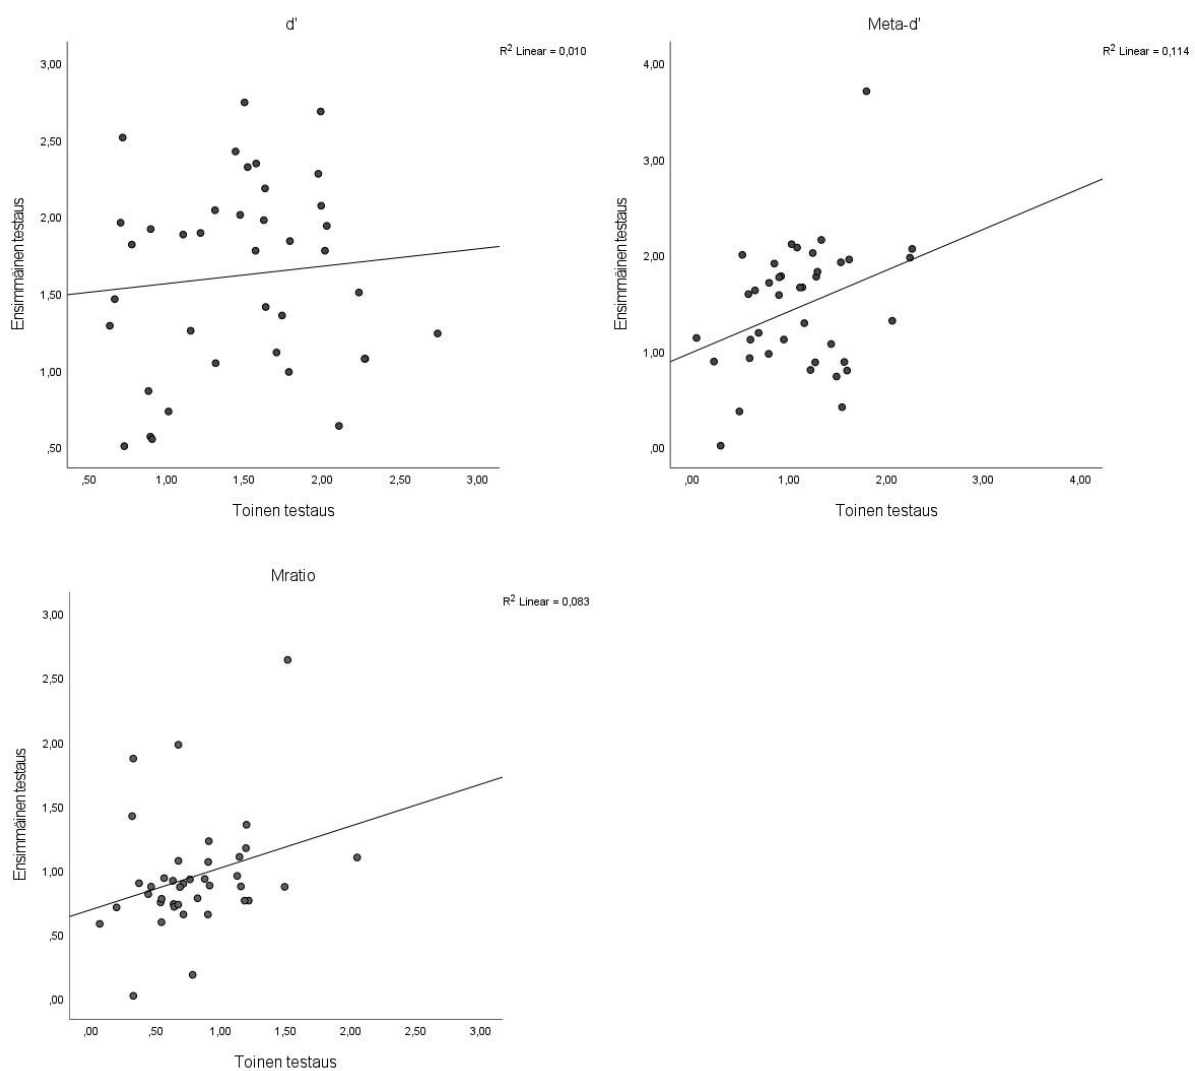 d'
R² Linear = 0,010
3,00
2,50
2,00
1,50
1,00
,50
Ensimmäinen testaus
,50 1,00 1,50 2,00 2,50 3,00
Toinen testaus
Meta-d'
R² Linear = 0,114
4,00
3,00
2,00
1,00
,00
Ensimmäinen testaus
,00 1,00 2,00 3,00 4,00
Toinen testaus
Mratio
R² Linear = 0,083
3,00
2,50
2,00
1,50
1,00
,50
,00
Ensimmäinen testaus
,00 ,50 1,00 1,50 2,00 2,50 3,00
Toinen testaus